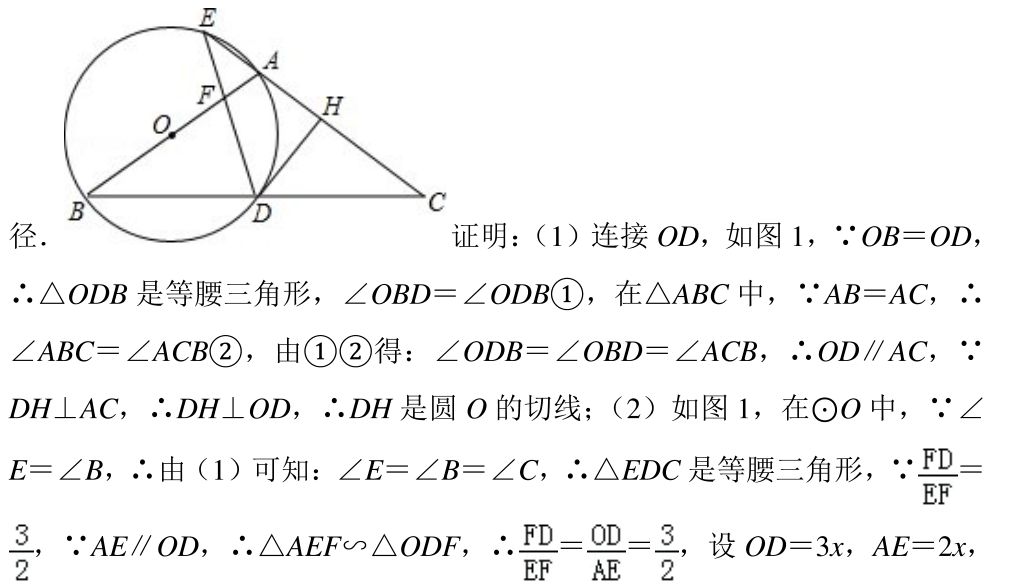 E
A
F
H
O
B
D
C
径．证明：（1）连接 OD，如图 1，∵OB＝OD，
∴△ODB 是等腰三角形，∠OBD＝∠ODB①，在△ABC 中，∵AB＝AC，∴
∠ABC＝∠ACB②，由①②得：∠ODB＝∠OBD＝∠ACB，∴OD∥AC，∵
DH⊥AC，∴DH⊥OD，∴DH 是圆 O 的切线；（2）如图 1，在⊙O 中，∵∠
E＝∠B，∴由（1）可知：∠E＝∠B＝∠C，∴△EDC 是等腰三角形，∵FD/EF＝
3/2，∵AE∥OD，∴△AEF∽△ODF，∴FD/EF＝OD/AE＝3/2，设 OD＝3x，AE＝2x，